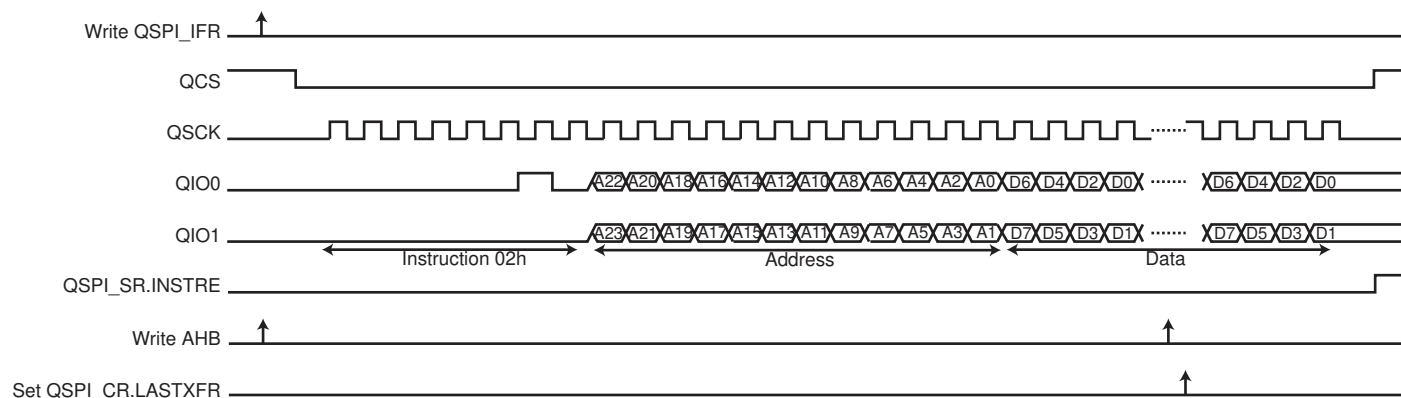 Write QSPI_IFR
QCS
QSCK
QIO0 A22 A20 A18 A16 A14 A12 A10 A8 A6 A4 A2 A0 D6 D4 D2 D0 D6 D4 D2 D0
QIO1 A23 A21 A19 A17 A15 A13 A11 A9 A7 A5 A3 A1 D7 D5 D3 D1 D7 D5 D3 D1
Instruction 02h Address Data
QSPI_SR.INSTRE
Write AHB
Set QSPI_CR.LASTXFR